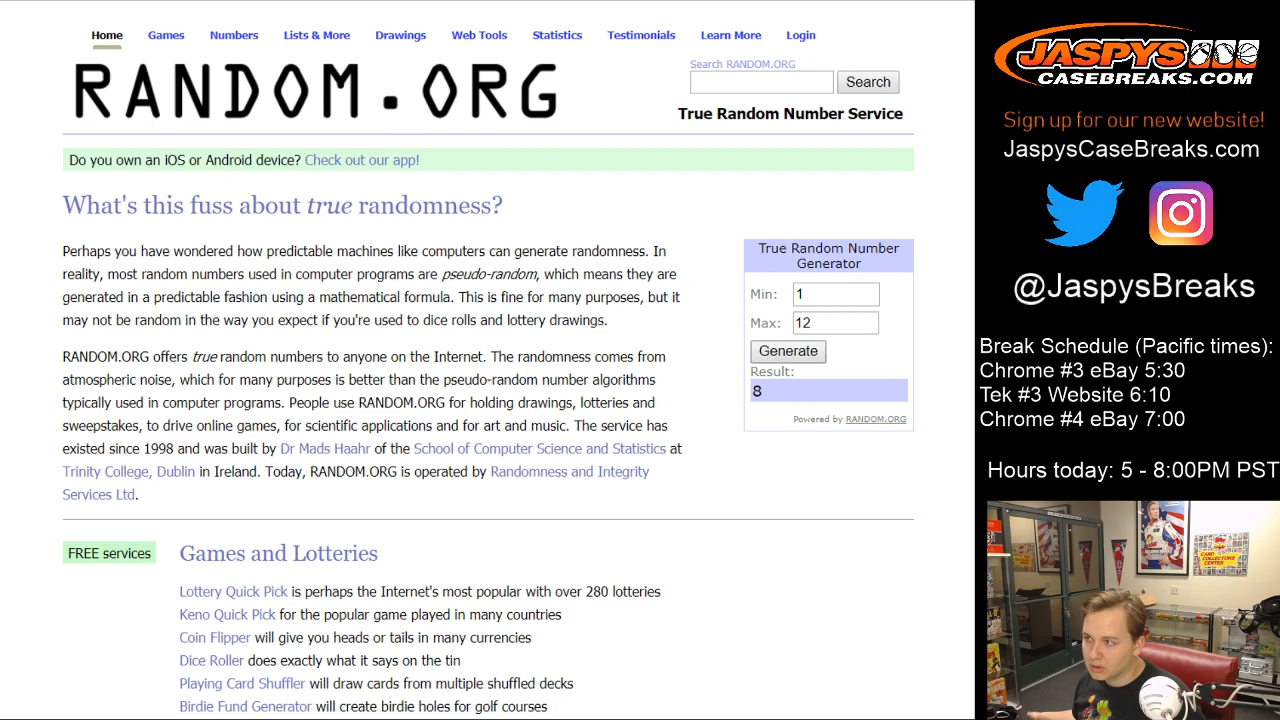 Home Games Numbers Lists & More Drawings Web Tools Statistics Testimonials Learn More Login
RANDOM.ORG
Search RANDOM.ORG
Search
True Random Number Service
Do you own an iOS or Android device? Check out our app!
What's this fuss about true randomness?
Perhaps you have wondered how predictable machines like computers can generate randomness. In
reality, most random numbers used in computer programs are pseudo-random, which means they are
generated in a predictable fashion using a mathematical formula. This is fine for many purposes, but it
may not be random in the way you expect if you're used to dice rolls and lottery drawings.
RANDOM.ORG offers true random numbers to anyone on the Internet. The randomness comes from
atmospheric noise, which for many purposes is better than the pseudo-random number algorithms
typically used in computer programs. People use RANDOM.ORG for holding drawings, lotteries and
sweepstakes, to drive online games, for scientific applications and for art and music. The service has
existed since 1998 and was built by Dr Mads Haahr of the School of Computer Science and Statistics at
Trinity College, Dublin in Ireland. Today, RANDOM.ORG is operated by Randomness and Integrity
Services Ltd.
True Random Number
Generator
Min: 1
Max: 12
Generate
Result:
8
Powered by RANDOM.ORG
FREE services
Games and Lotteries
Lottery Quick Pick is perhaps the Internet's most popular with over 280 lotteries
Keno Quick Pick for the popular game played in many countries
Coin Flipper will give you heads or tails in many currencies
Dice Roller does exactly what it says on the tin
Playing Card Shuffler will draw cards from multiple shuffled decks
Birdie Fund Generator will create birdie holes for golf courses
JASPYS
CASEBREAKS.COM
Sign up for our new website!
JaspysCaseBreaks.com
@JaspysBreaks
Break Schedule (Pacific times):
Chrome #3 eBay 5:30
Tek #3 Website 6:10
Chrome #4 eBay 7:00
Hours today: 5 - 8:00PM PST
CARD
COLLECTORS
CENTER